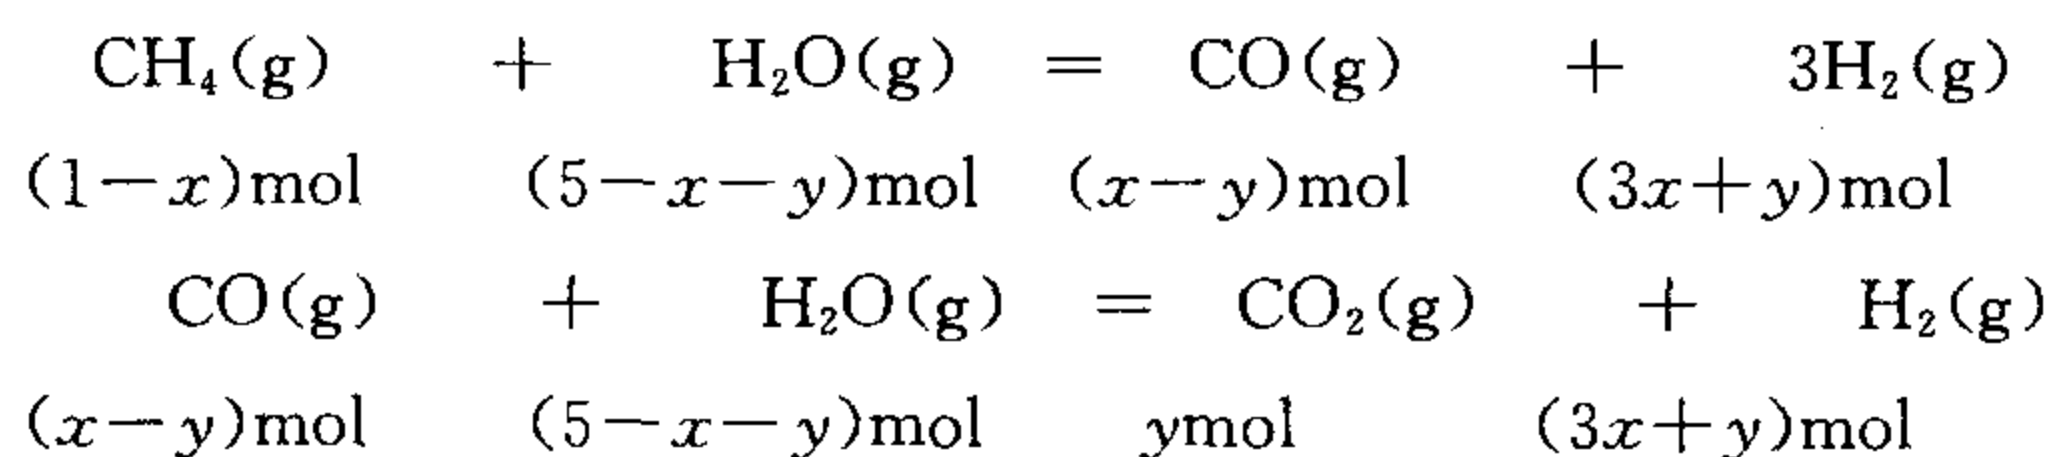 CH₄(g) + H₂O(g) = CO(g) + 3H₂(g)
(1−x)mol (5−x−y)mol (x−y)mol (3x+y)mol
CO(g) + H₂O(g) = CO₂(g) + H₂(g)
(x−y)mol (5−x−y)mol ymol (3x+y)mol